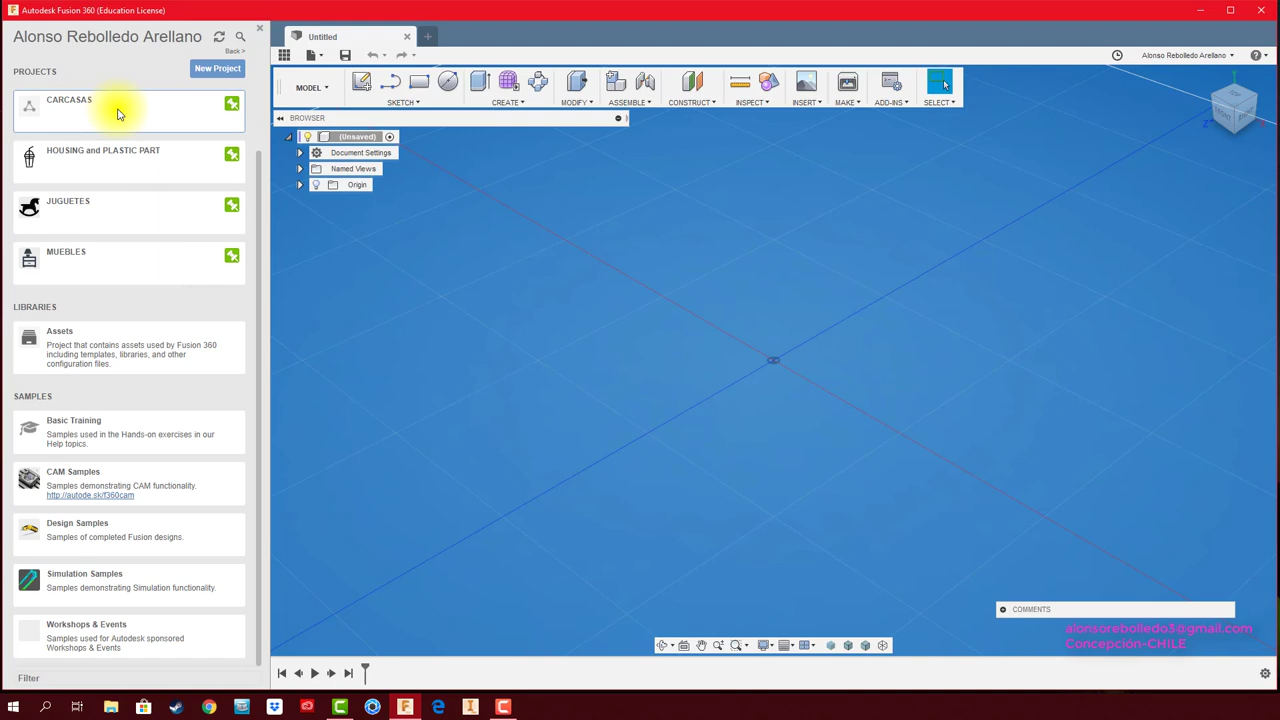 Autodesk Fusion 360 (Education License)
Alonso Rebolledo Arellano
Back >
PROJECTS
New Project
CARCASAS
HOUSING and PLASTIC PART
JUGUETES
MUEBLES
LIBRARIES
Assets
Project that contains assets used by Fusion 360
including templates, libraries, and other
configuration files.
SAMPLES
Basic Training
Samples used in the Hands-on exercises in our
Help topics.
CAM Samples
Samples demonstrating CAM functionality.
http://autode.sk/f360cam
Design Samples
Samples of completed Fusion designs.
Simulation Samples
Samples demonstrating Simulation functionality.
Workshops & Events
Samples used for Autodesk sponsored
Workshops & Events
Filter
Untitled
Alonso Rebolledo Arellano
MODEL
SKETCH
CREATE
MODIFY
ASSEMBLE
CONSTRUCT
INSPECT
INSERT
MAKE
ADD-INS
SELECT
BROWSER
(Unsaved)
Document Settings
Named Views
Origin
Z
COMMENTS
alonsorebolledo3@gmail.com
Concepción-CHILE